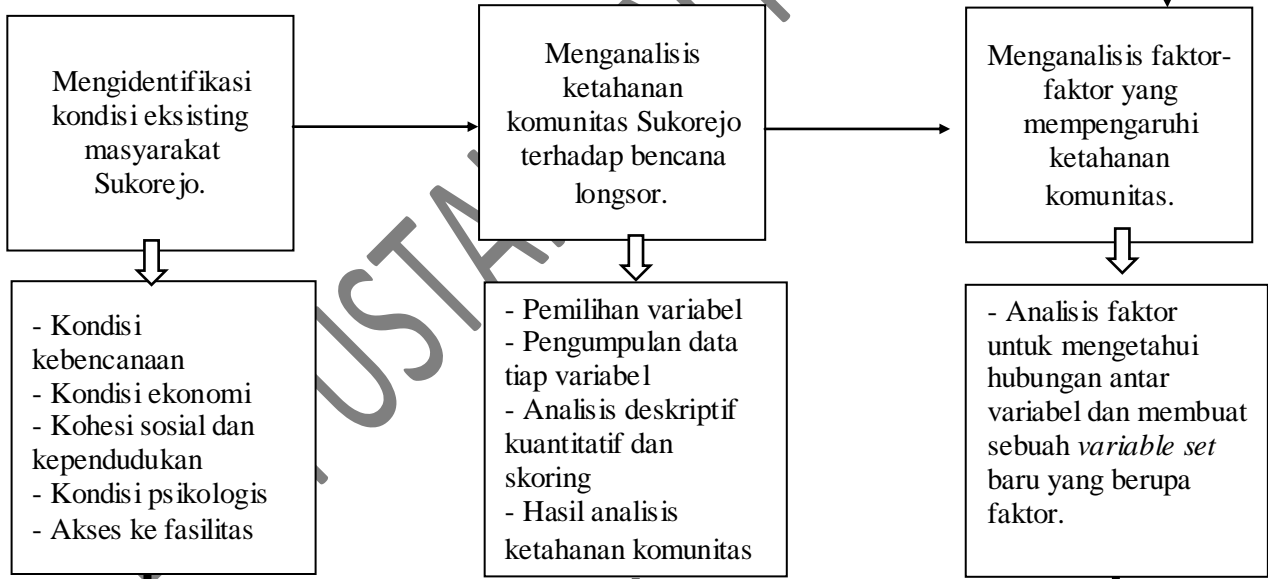 Mengidentifikasi
kondisi eksisting
masyarakat
Sukorejo.
Menganalisis
ketahanan
komunitas Sukorejo
terhadap bencana
longsor.
Menganalisis faktor-
faktor yang
mempengaruhi
ketahanan
komunitas.
- Kondisi
kebencanaan
- Kondisi ekonomi
- Kohesi sosial dan
kependudukan
- Kondisi psikologis
- Akses ke fasilitas
- Pemilihan variabel
- Pengumpulan data
tiap variabel
- Analisis deskriptif
kuantitatif dan
skoring
- Hasil analisis
ketahanan komunitas
- Analisis faktor
untuk mengetahui
hubungan antar
variabel dan membuat
sebuah variable set
baru yang berupa
faktor.